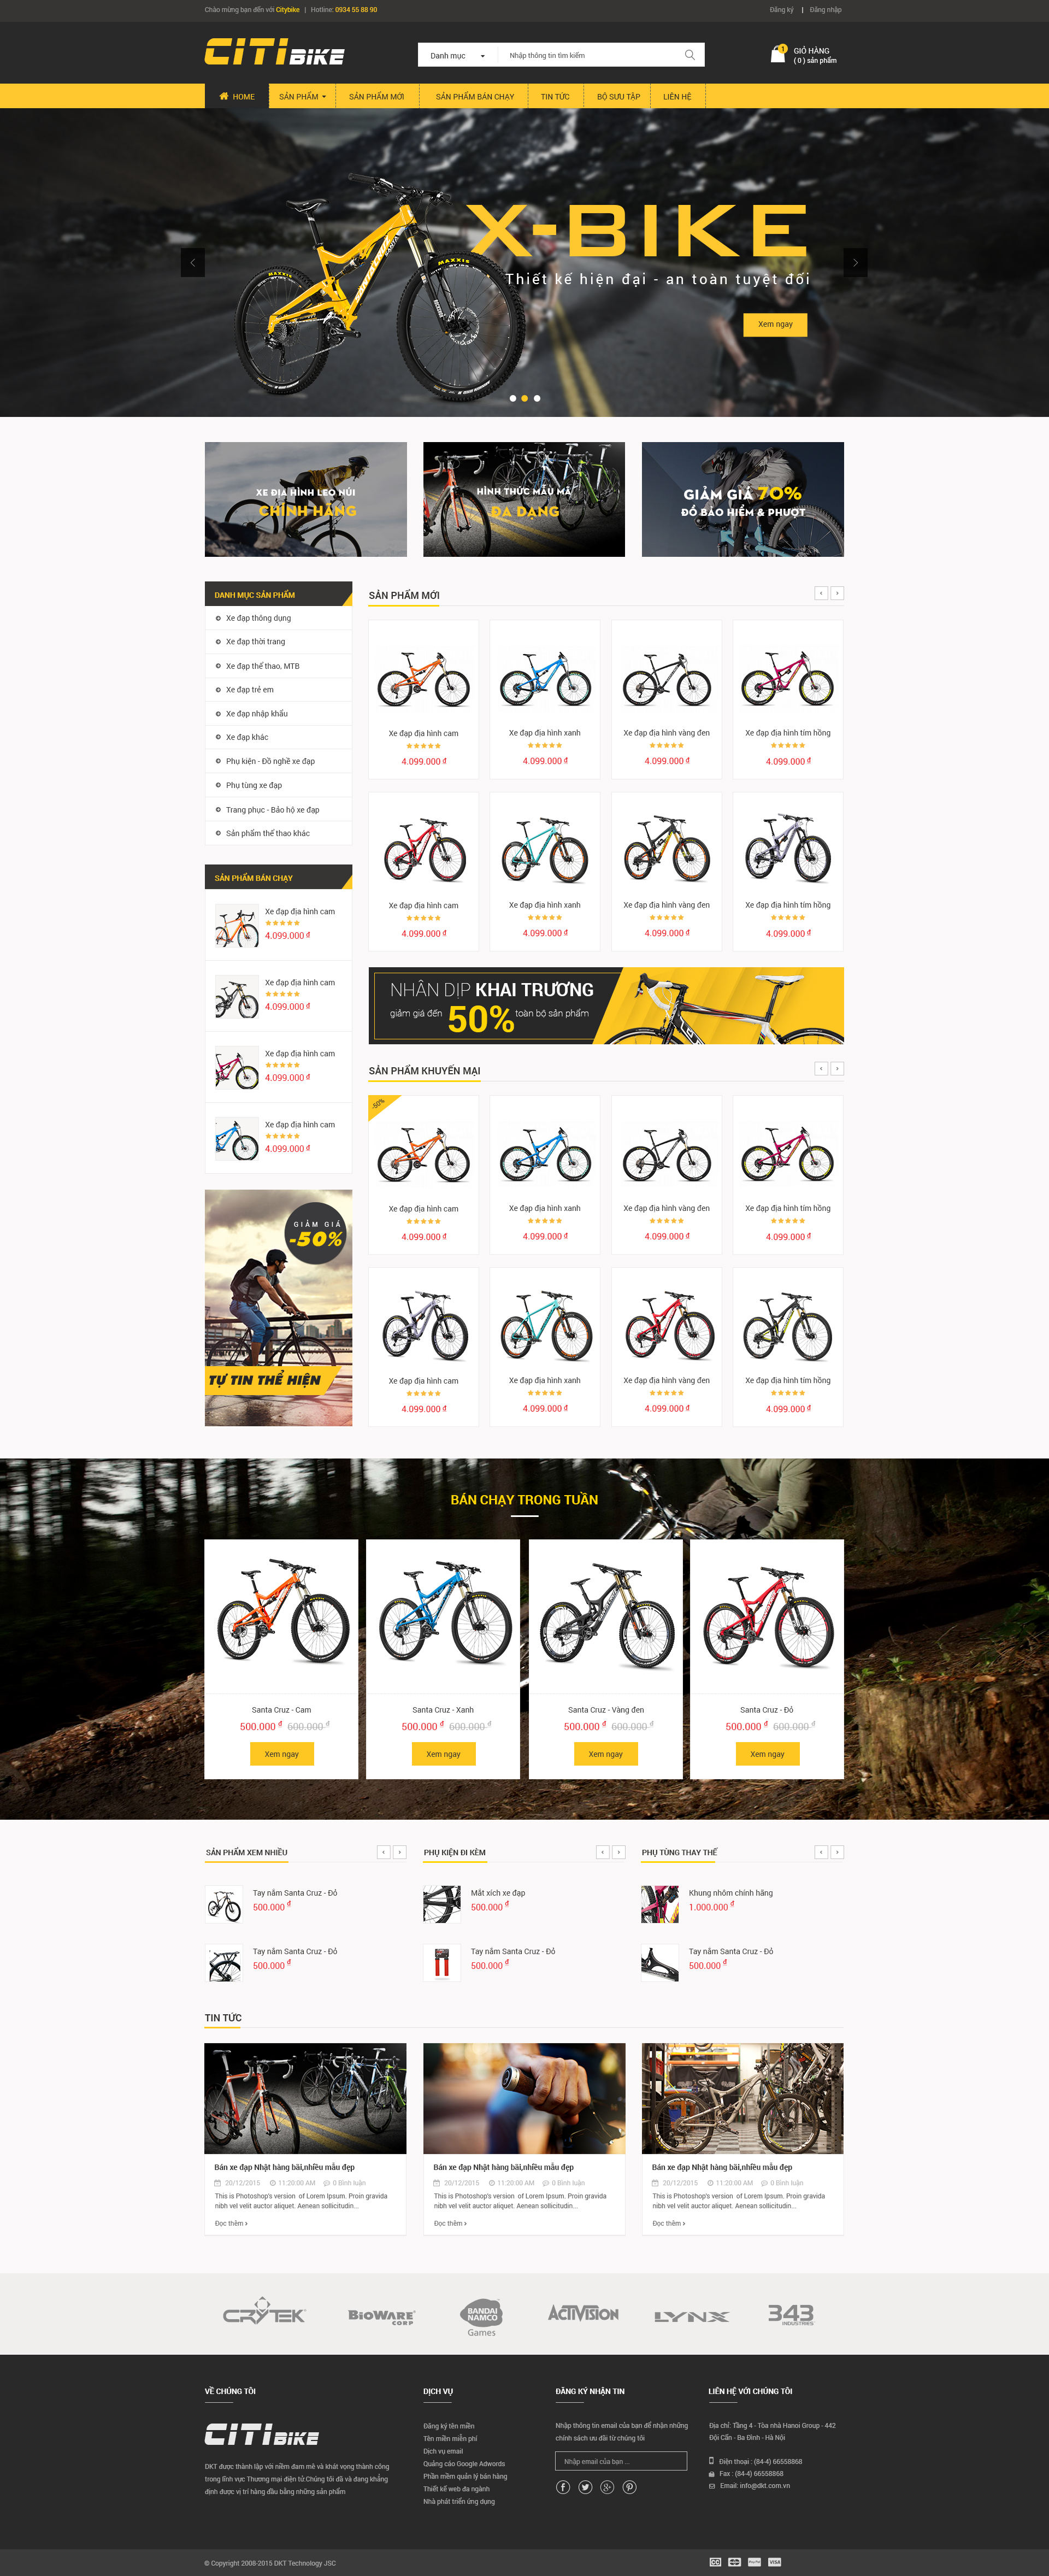 Chào mừng bạn đến với Citybike | Hotline: 0934 55 88 90
Đăng ký | Đăng nhập
CITI BIKE
Danh mục
Nhập thông tin tìm kiếm
1
GIỎ HÀNG
( 0 ) sản phẩm
HOME
SẢN PHẨM
SẢN PHẨM MỚI
SẢN PHẨM BÁN CHẠY
TIN TỨC
BỘ SƯU TẬP
LIÊN HỆ
X-BIKE
Thiết kế hiện đại - an toàn tuyệt đối
Xem ngay
MAXXIS
XE ĐỊA HÌNH LEO NÚI
CHÍNH HÃNG
HÌNH THỨC MẪU MÃ
ĐA DẠNG
GIẢM GIÁ 70%
ĐỒ BẢO HIỂM & PHƯỢT
DANH MỤC SẢN PHẨM
Xe đạp thông dụng
Xe đạp thời trang
Xe đạp thể thao, MTB
Xe đạp trẻ em
Xe đạp nhập khẩu
Xe đạp khác
Phụ kiện - Đồ nghề xe đạp
Phụ tùng xe đạp
Trang phục - Bảo hộ xe đạp
Sản phẩm thể thao khác
SẢN PHẨM BÁN CHẠY
Xe đạp địa hình cam
4.099.000 đ
Xe đạp địa hình cam
4.099.000 đ
Xe đạp địa hình cam
4.099.000 đ
Xe đạp địa hình cam
4.099.000 đ
GIẢM GIÁ
-50%
TỰ TIN THỂ HIỆN
SẢN PHẨM MỚI
Xe đạp địa hình cam
4.099.000 đ
Xe đạp địa hình xanh
4.099.000 đ
Xe đạp địa hình vàng đen
4.099.000 đ
Xe đạp địa hình tím hồng
4.099.000 đ
Xe đạp địa hình cam
4.099.000 đ
Xe đạp địa hình xanh
4.099.000 đ
Xe đạp địa hình vàng đen
4.099.000 đ
Xe đạp địa hình tím hồng
4.099.000 đ
NHÂN DỊP KHAI TRƯƠNG
giảm giá đến 50% toàn bộ sản phẩm
SẢN PHẨM KHUYẾN MẠI
-50%
Xe đạp địa hình cam
4.099.000 đ
Xe đạp địa hình xanh
4.099.000 đ
Xe đạp địa hình vàng đen
4.099.000 đ
Xe đạp địa hình tím hồng
4.099.000 đ
Xe đạp địa hình cam
4.099.000 đ
Xe đạp địa hình xanh
4.099.000 đ
Xe đạp địa hình vàng đen
4.099.000 đ
Xe đạp địa hình tím hồng
4.099.000 đ
BÁN CHẠY TRONG TUẦN
Santa Cruz - Cam
500.000 đ 600.000 đ
Xem ngay
Santa Cruz - Xanh
500.000 đ 600.000 đ
Xem ngay
Santa Cruz - Vàng đen
500.000 đ 600.000 đ
Xem ngay
Santa Cruz - Đỏ
500.000 đ 600.000 đ
Xem ngay
SẢN PHẨM XEM NHIỀU
Tay nắm Santa Cruz - Đỏ
500.000 đ
Tay nắm Santa Cruz - Đỏ
500.000 đ
PHỤ KIỆN ĐI KÈM
Mắt xích xe đạp
500.000 đ
Tay nắm Santa Cruz - Đỏ
500.000 đ
PHỤ TÙNG THAY THẾ
Khung nhôm chính hãng
1.000.000 đ
Tay nắm Santa Cruz - Đỏ
500.000 đ
TIN TỨC
Bán xe đạp Nhật hàng bãi,nhiều mẫu đẹp
20/12/2015 11:20:00 AM 0 Bình luận
This is Photoshop's version of Lorem Ipsum. Proin gravida
nibh vel velit auctor aliquet. Aenean sollicitudin...
Đọc thêm
Bán xe đạp Nhật hàng bãi,nhiều mẫu đẹp
20/12/2015 11:20:00 AM 0 Bình luận
This is Photoshop's version of Lorem Ipsum. Proin gravida
nibh vel velit auctor aliquet. Aenean sollicitudin...
Đọc thêm
Bán xe đạp Nhật hàng bãi,nhiều mẫu đẹp
20/12/2015 11:20:00 AM 0 Bình luận
This is Photoshop's version of Lorem Ipsum. Proin gravida
nibh vel velit auctor aliquet. Aenean sollicitudin...
Đọc thêm
CRYTEK
BIOWARE CORP
BANDAI NAMCO Games
ACTIVISION
LYNX
343 INDUSTRIES
VỀ CHÚNG TÔI
CITI BIKE
DKT được thành lập với niềm đam mê và khát vọng thành công
trong lĩnh vực Thương mại điện tử.Chúng tôi đã và đang khẳng
định được vị trí hàng đầu bằng những sản phẩm
DỊCH VỤ
Đăng ký tên miền
Tên miền miễn phí
Dịch vụ email
Quảng cáo Google Adwords
Phần mềm quản lý bán hàng
Thiết kế web đa ngành
Nhà phát triển ứng dụng
ĐĂNG KÝ NHẬN TIN
Nhập thông tin email của bạn để nhận những
chính sách ưu đãi từ chúng tôi
Nhập email của bạn ...
LIÊN HỆ VỚI CHÚNG TÔI
Địa chỉ: Tầng 4 - Tòa nhà Hanoi Group - 442
Đội Cấn - Ba Đình - Hà Nội
Điện thoại : (84-4) 66558868
Fax : (84-4) 66558868
Email: info@dkt.com.vn
© Copyright 2008-2015 DKT Technology JSC
VISA